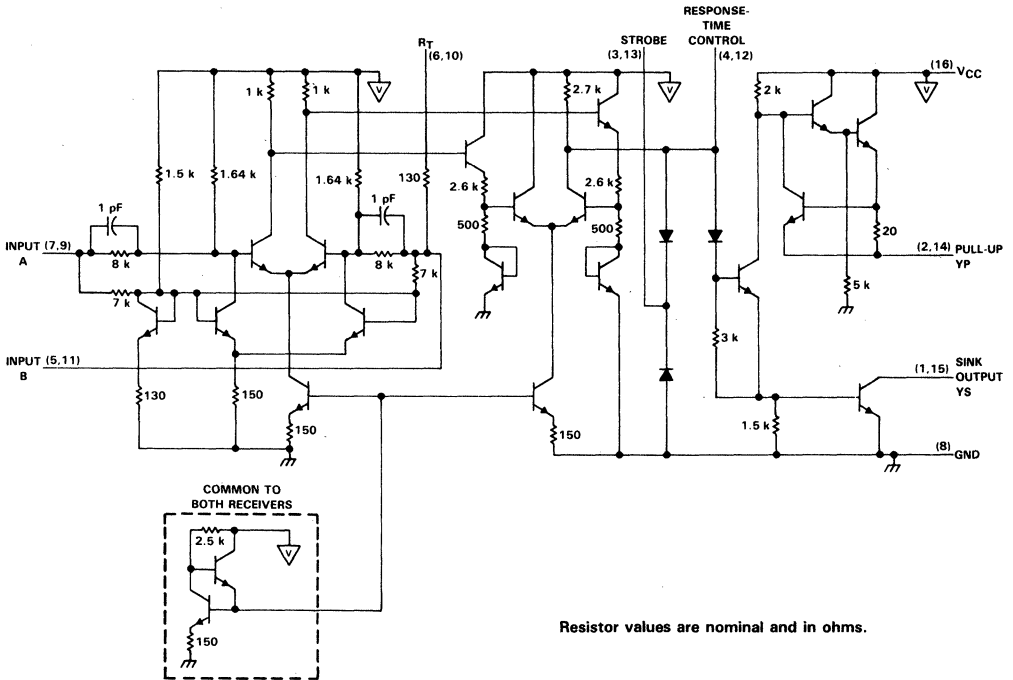 RESPONSE-
TIME
CONTROL
(4,12)
STROBE
(3,13)
RT
(6,10)
(16) VCC
1 k
1 k
V
2.7 k
V
2 k
V
1.5 k
1.64 k
1.64 k
130
2.6 k
2.6 k
1 pF
1 pF
500
500
20
INPUT (7,9)
A
8 k
8 k
7 k
(2,14) PULL-UP
YP
7 k
5 k
3 k
INPUT (5,11)
B
130
150
150
150
1.5 k
(1,15)
SINK
OUTPUT
YS
(8) GND
COMMON TO
BOTH RECEIVERS
2.5 k
V
150
Resistor values are nominal and in ohms.